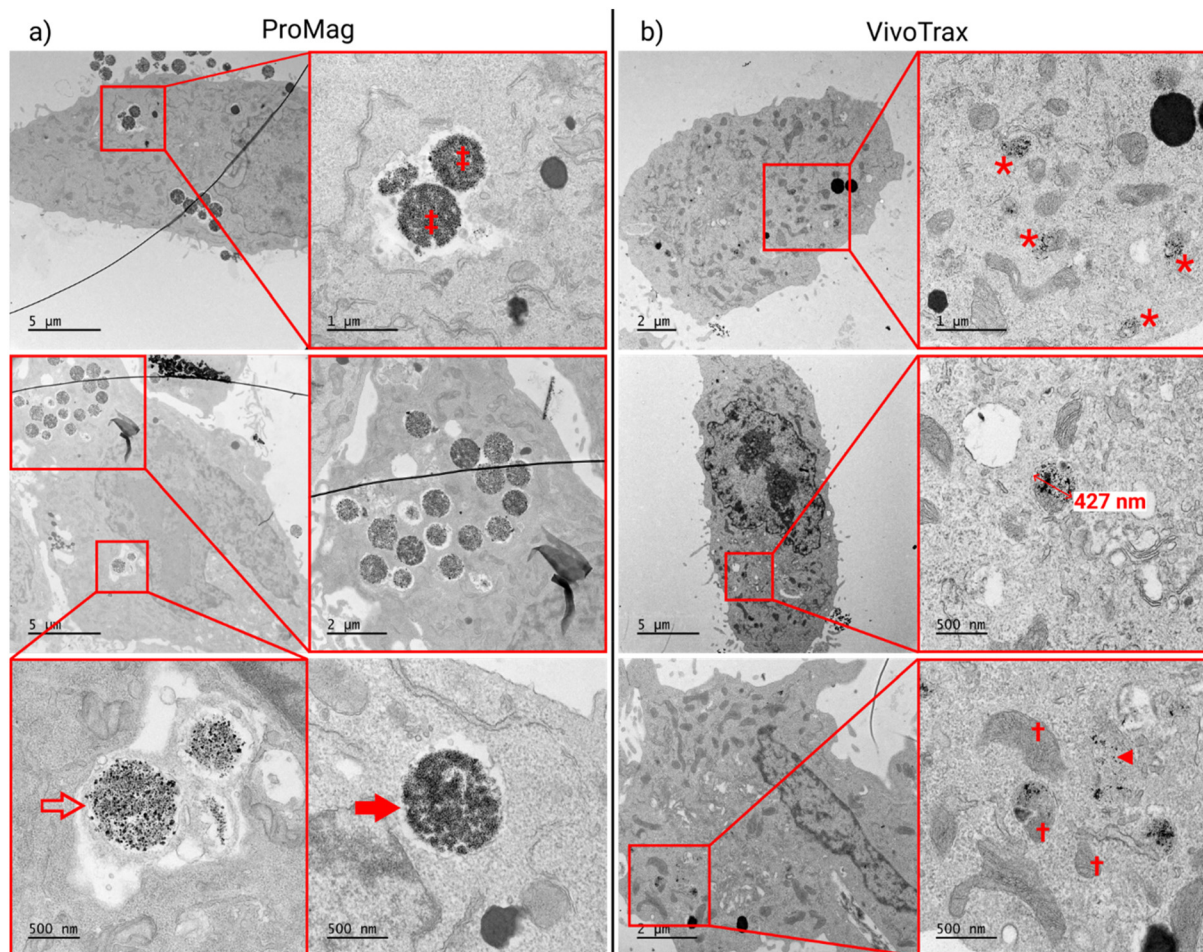 a) ProMag
b) VivoTrax
‡
‡
5 µm
1 µm
*
*
*
*
2 µm
1 µm
5 µm
2 µm
427 nm
5 µm
500 nm
500 nm
500 nm
†
†
†
2 µm
500 nm